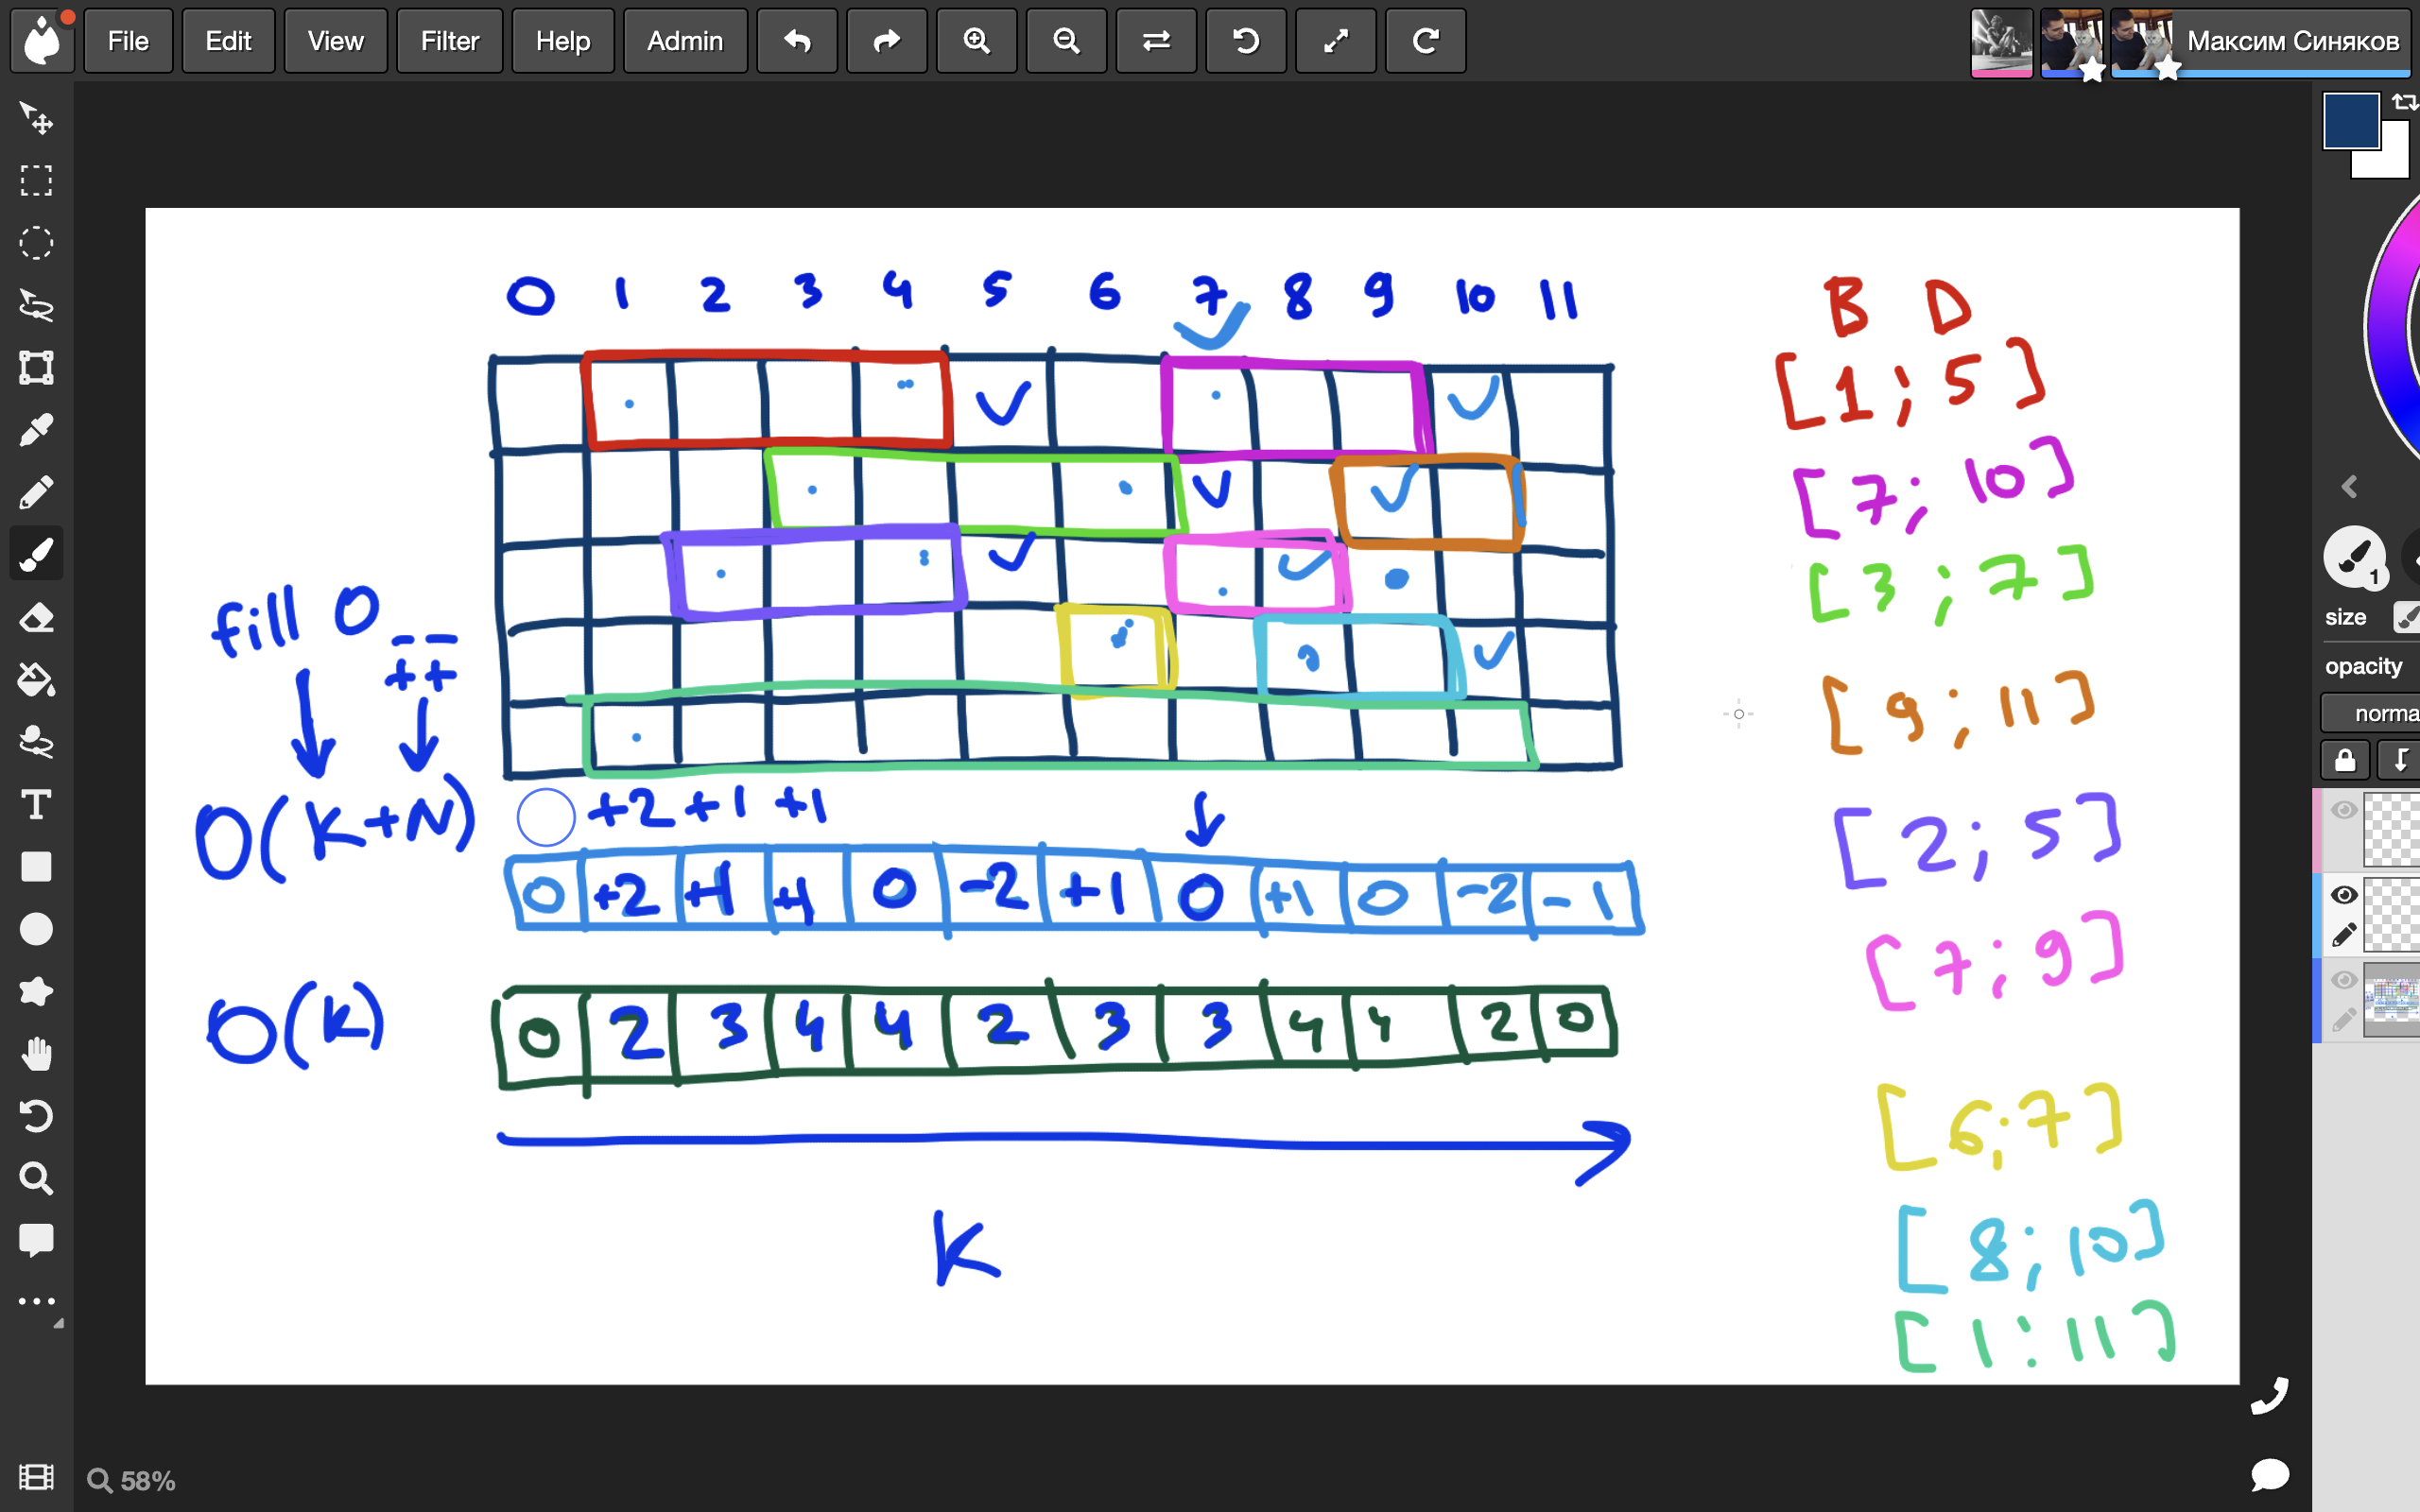 File Edit View Filter Help Admin Максим Синяков
0 1 2 3 4 5 6 7 8 9 10 11
B D
[1; 5]
[7; 10]
[3; 7]
[9; 11]
[2; 5]
[7; 9]
[6; 7]
[8; 10]
[1: 11]
fill 0 --
++
O(K+N)
+2 +1 +1
0 +2 +1 +1 0 -2 +1 0 +1 0 -2 -1
O(K)
0 2 3 4 4 2 3 3 4 4 2 0
K
1
size
opacity
norma
T
58%